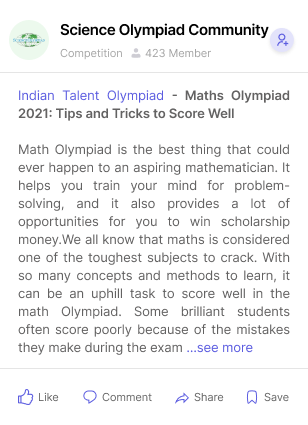 Science Olympiad Community
Competition 423 Member
Indian Talent Olympiad - Maths Olympiad
2021: Tips and Tricks to Score Well
Math Olympiad is the best thing that could
ever happen to an aspiring mathematician. It
helps you train your mind for problem-
solving, and it also provides a lot of
opportunities for you to win scholarship
money.We all know that maths is considered
one of the toughest subjects to crack. With
so many concepts and methods to learn, it
can be an uphill task to score well in the
math Olympiad. Some brilliant students
often score poorly because of the mistakes
they make during the exam ...see more
Like Comment Share Save